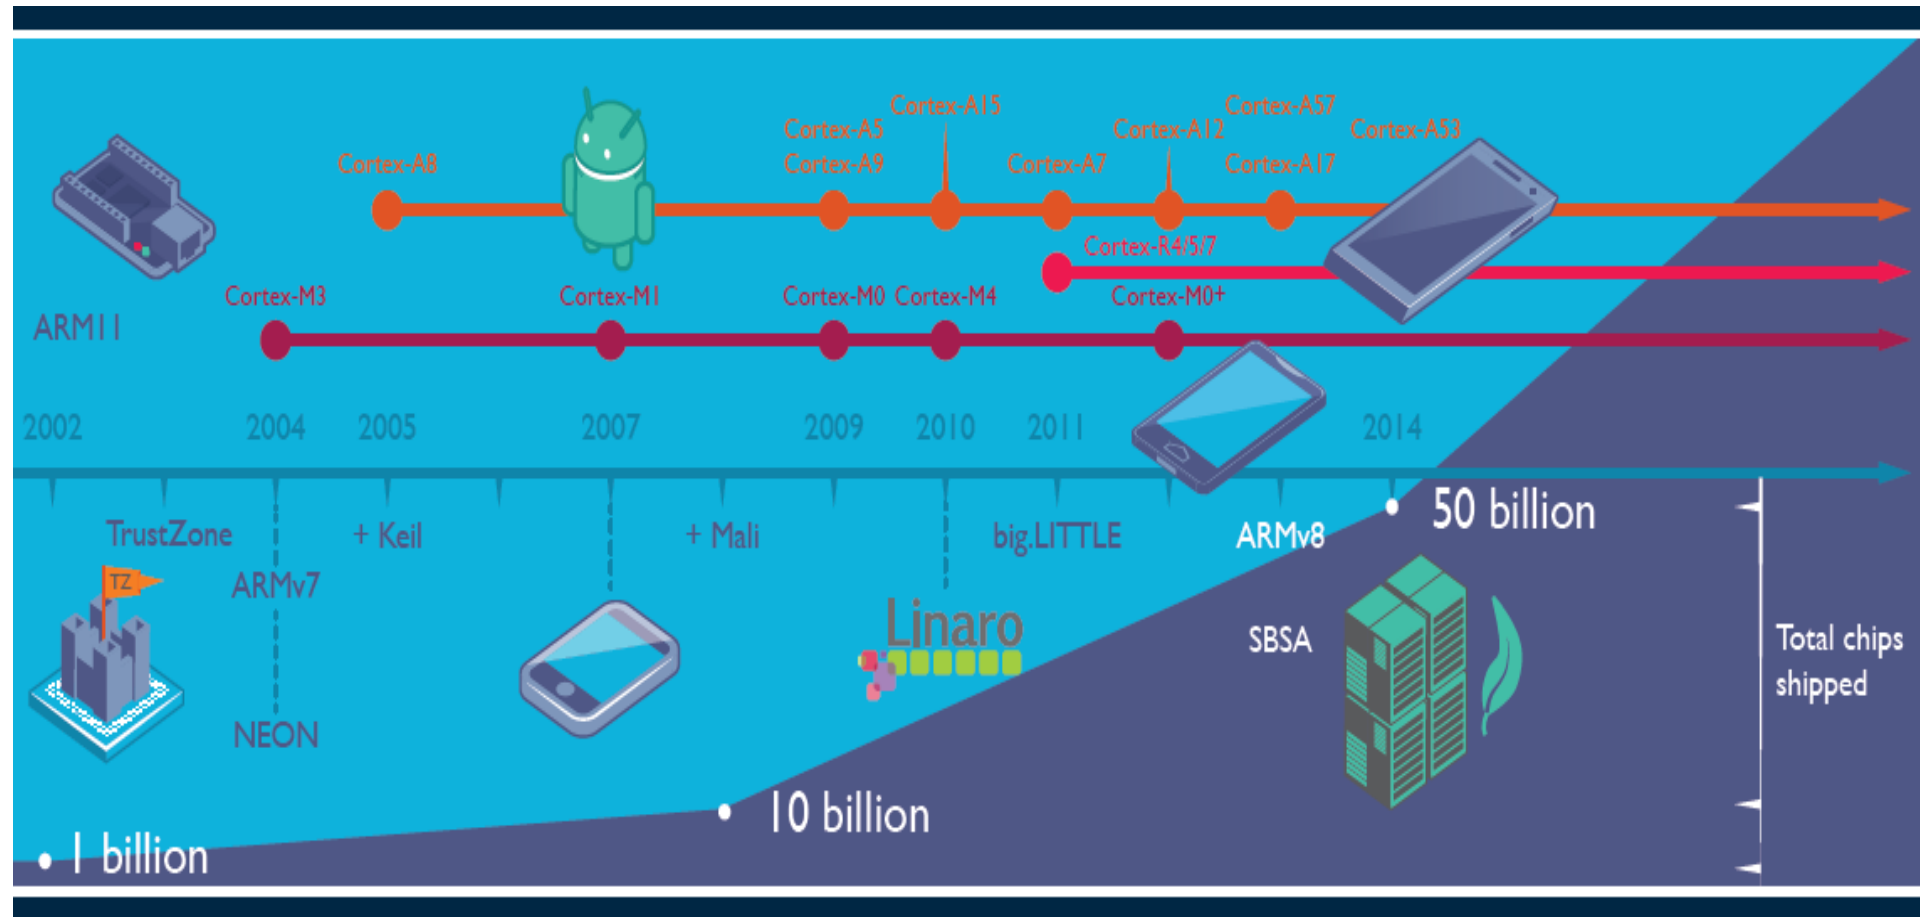 Cortex-A57
Cortex-A15
Cortex-A5
Cortex-A12
Cortex-A53
Cortex-A8
Cortex-A9
Cortex-A7
Cortex-A17
Cortex-R4/5/7
Cortex-M3
Cortex-M1
Cortex-M0
Cortex-M4
Cortex-M0+
ARM11
2002
2004
2005
2007
2009
2010
2011
2014
50 billion
TrustZone
+ Keil
+ Mali
big.LITTLE
ARMv8
TZ
ARMv7
Linaro
SBSA
Total chips
shipped
NEON
10 billion
1 billion